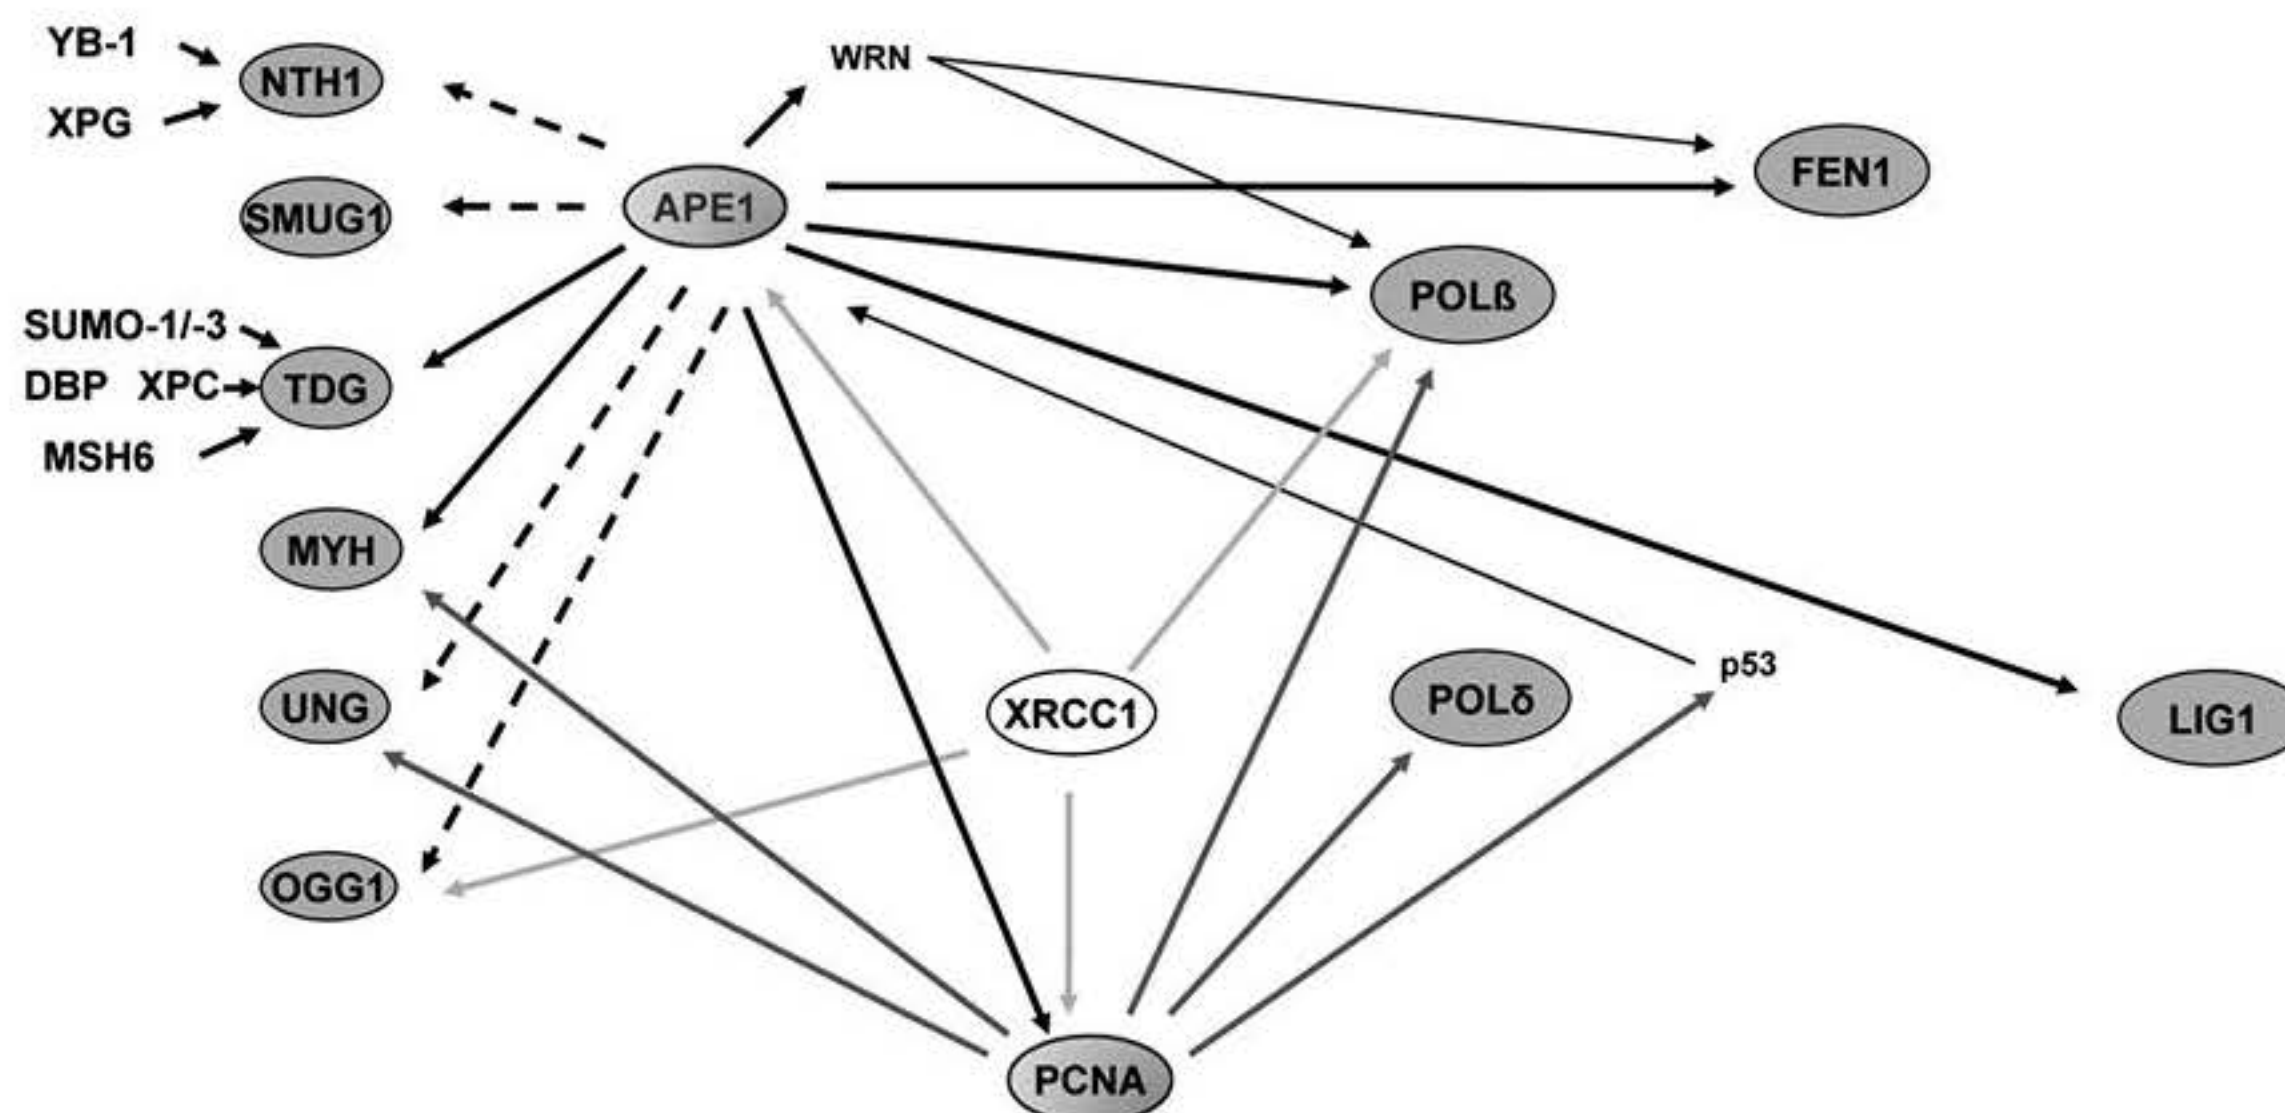 YB-1
WRN
NTH1
XPG
FEN1
APE1
SMUG1
POLß
SUMO-1/-3
DBP XPC
TDG
MSH6
MYH
p53
UNG
XRCC1
POLδ
LIG1
OGG1
PCNA